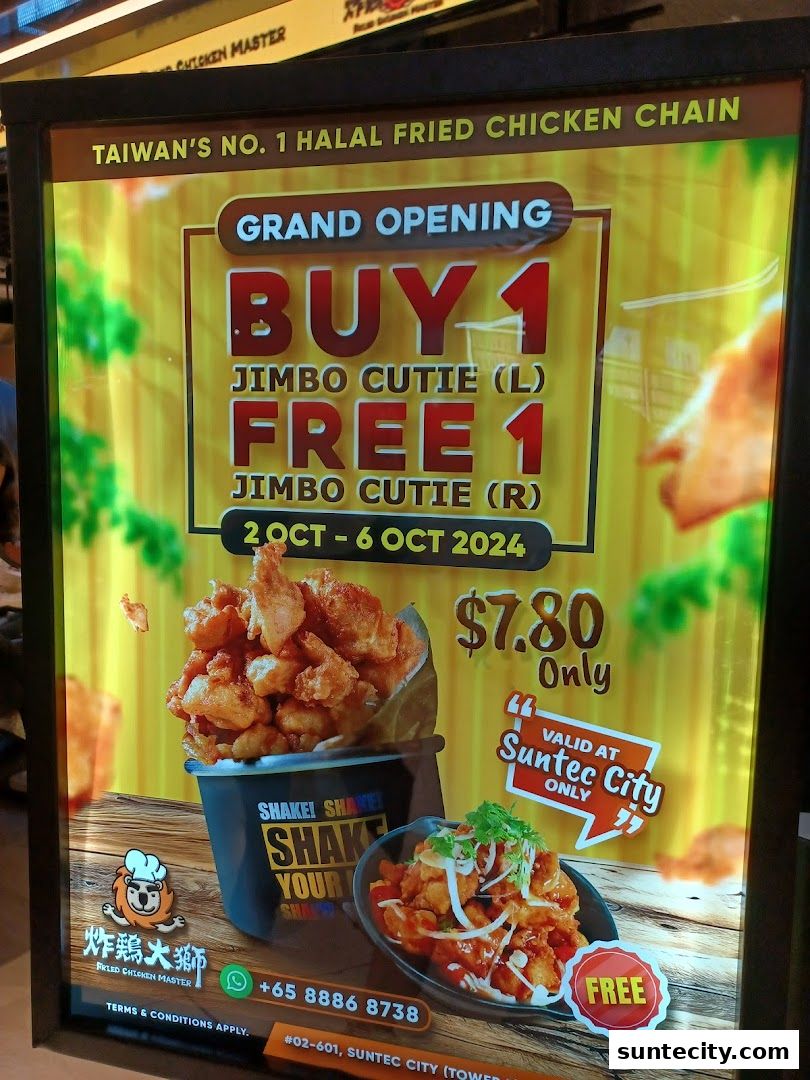 CHICKEN MASTER
FRIED CHICKEN MASTER
TAIWAN'S NO. 1 HALAL FRIED CHICKEN CHAIN
GRAND OPENING
BUY 1
JIMBO CUTIE (L)
FREE 1
JIMBO CUTIE (R)
2 OCT - 6 OCT 2024
$7.80
Only
"VALID AT
Suntec City
ONLY"
SHAKE! SHAKE!
SHAKE
YOUR
炸鶏大獅
FRIED CHICKEN MASTER
+65 8886 8738
FREE
TERMS & CONDITIONS APPLY.
#02-601, SUNTEC CITY (TOWER
suntecity.com